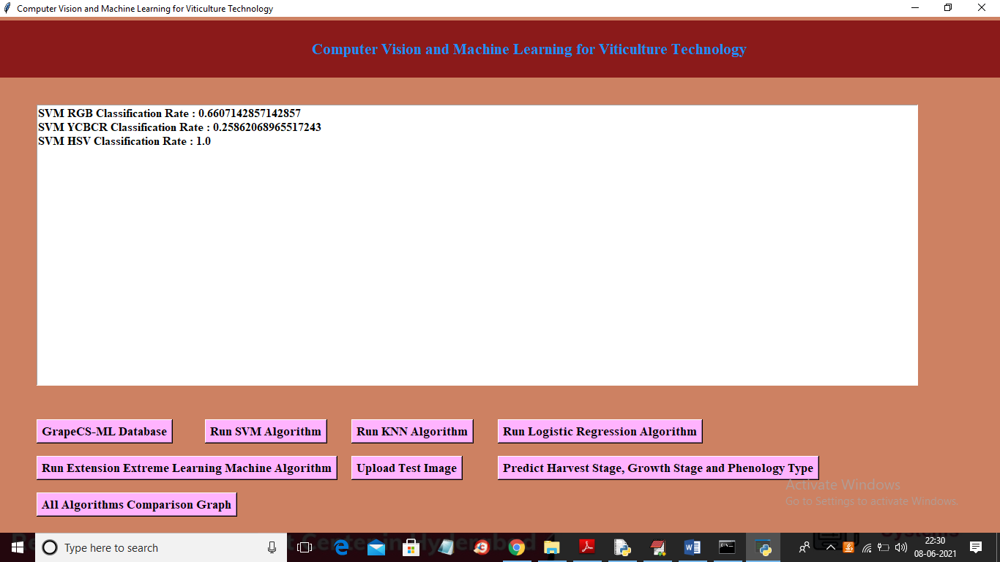 Computer Vision and Machine Learning for Viticulture Technology
Computer Vision and Machine Learning for Viticulture Technology
SVM RGB Classification Rate : 0.6607142857142857
SVM YCBCR Classification Rate : 0.25862068965517243
SVM HSV Classification Rate : 1.0
GrapeCS-ML Database
Run SVM Algorithm
Run KNN Algorithm
Run Logistic Regression Algorithm
Run Extension Extreme Learning Machine Algorithm
Upload Test Image
Predict Harvest Stage, Growth Stage and Phenology Type
All Algorithms Comparison Graph
Activate Windows
Go to Settings to activate Windows.
Type here to search
22:30
08-06-2021